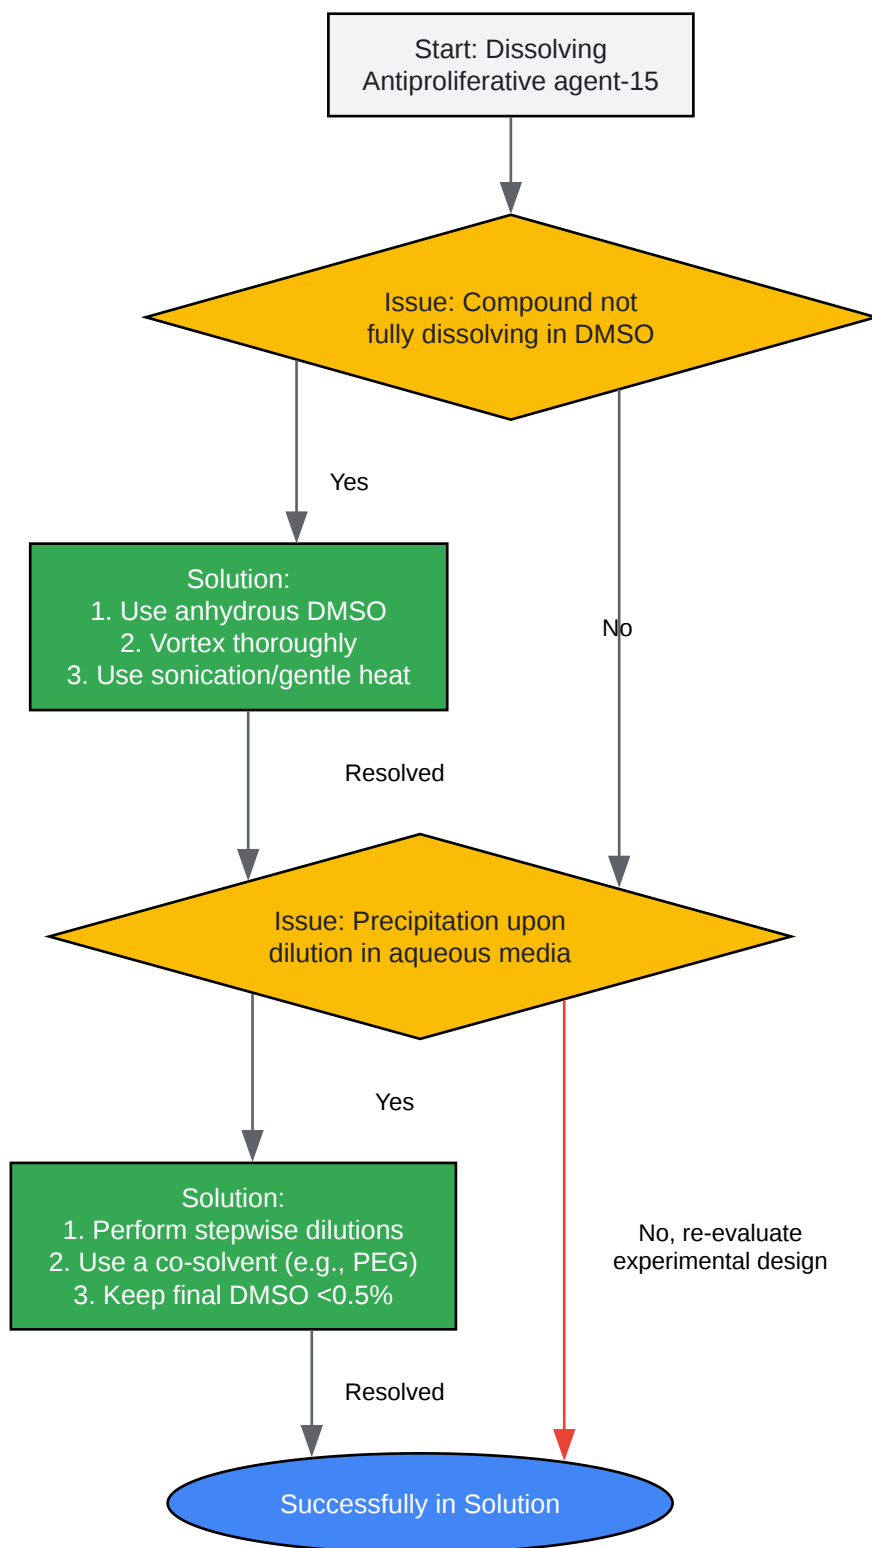 Start: Dissolving
Antiproliferative agent-15
Issue: Compound not
fully dissolving in DMSO
Yes
Solution:
1. Use anhydrous DMSO
2. Vortex thoroughly
3. Use sonication/gentle heat
No
Resolved
Issue: Precipitation upon
dilution in aqueous media
Yes
Solution:
1. Perform stepwise dilutions
2. Use a co-solvent (e.g., PEG)
3. Keep final DMSO <0.5%
No, re-evaluate
experimental design
Resolved
Successfully in Solution